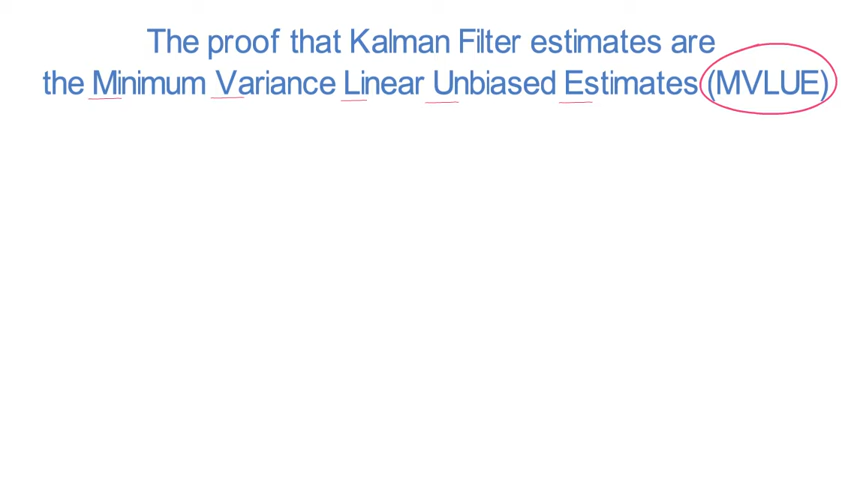 The proof that Kalman Filter estimates are
the Minimum Variance Linear Unbiased Estimates (MVLUE)